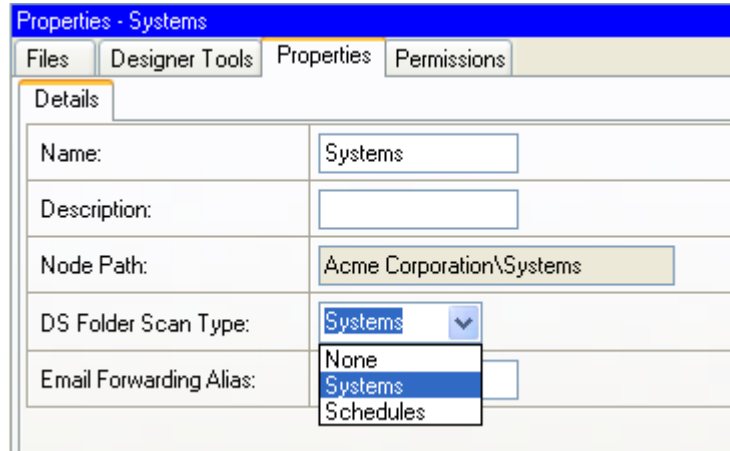 Properties - Systems
Files Designer Tools Properties Permissions
Details
Name: Systems
Description:
Node Path: Acme Corporation\Systems
DS Folder Scan Type: Systems
None
Email Forwarding Alias: Systems
Schedules